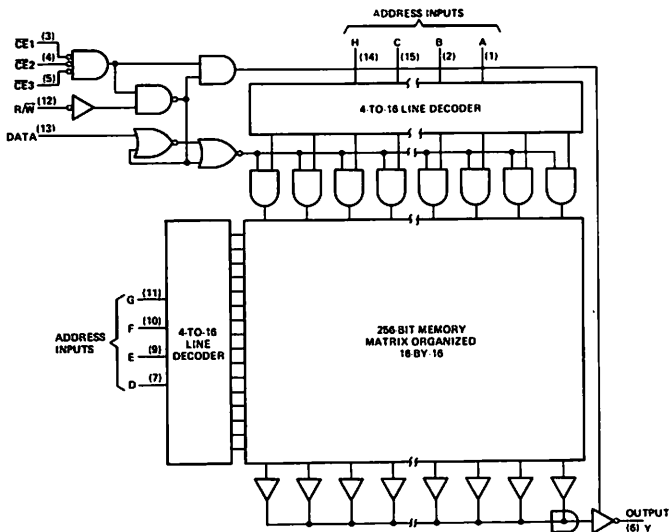 ADDRESS INPUTS
H C B A
(14) (15) (2) (1)
CE1 (3)
CE2 (4)
CE3 (5)
R/W (12)
DATA (13)
4-TO-16 LINE DECODER
G (11)
F (10)
E (9)
D (7)
ADDRESS
INPUTS
4-TO-16
LINE
DECODER
256-BIT MEMORY
MATRIX ORGANIZED
16-BY-16
OUTPUT
(6) Y